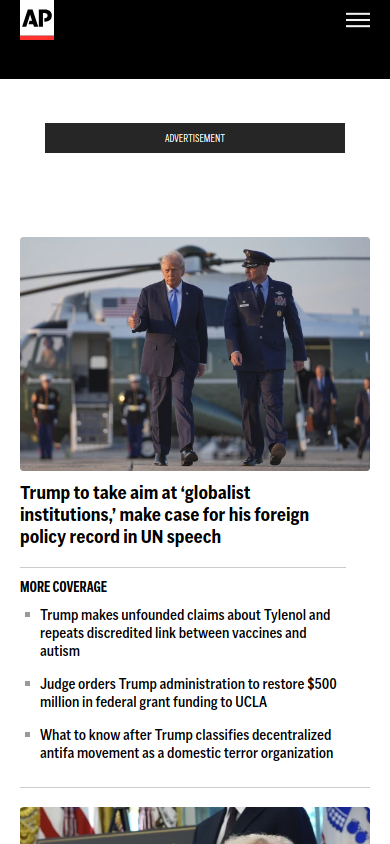 AP
ADVERTISEMENT
Trump to take aim at ‘globalist
institutions,’ make case for his foreign
policy record in UN speech
MORE COVERAGE
Trump makes unfounded claims about Tylenol and
repeats discredited link between vaccines and
autism
Judge orders Trump administration to restore $500
million in federal grant funding to UCLA
What to know after Trump classifies decentralized
antifa movement as a domestic terror organization